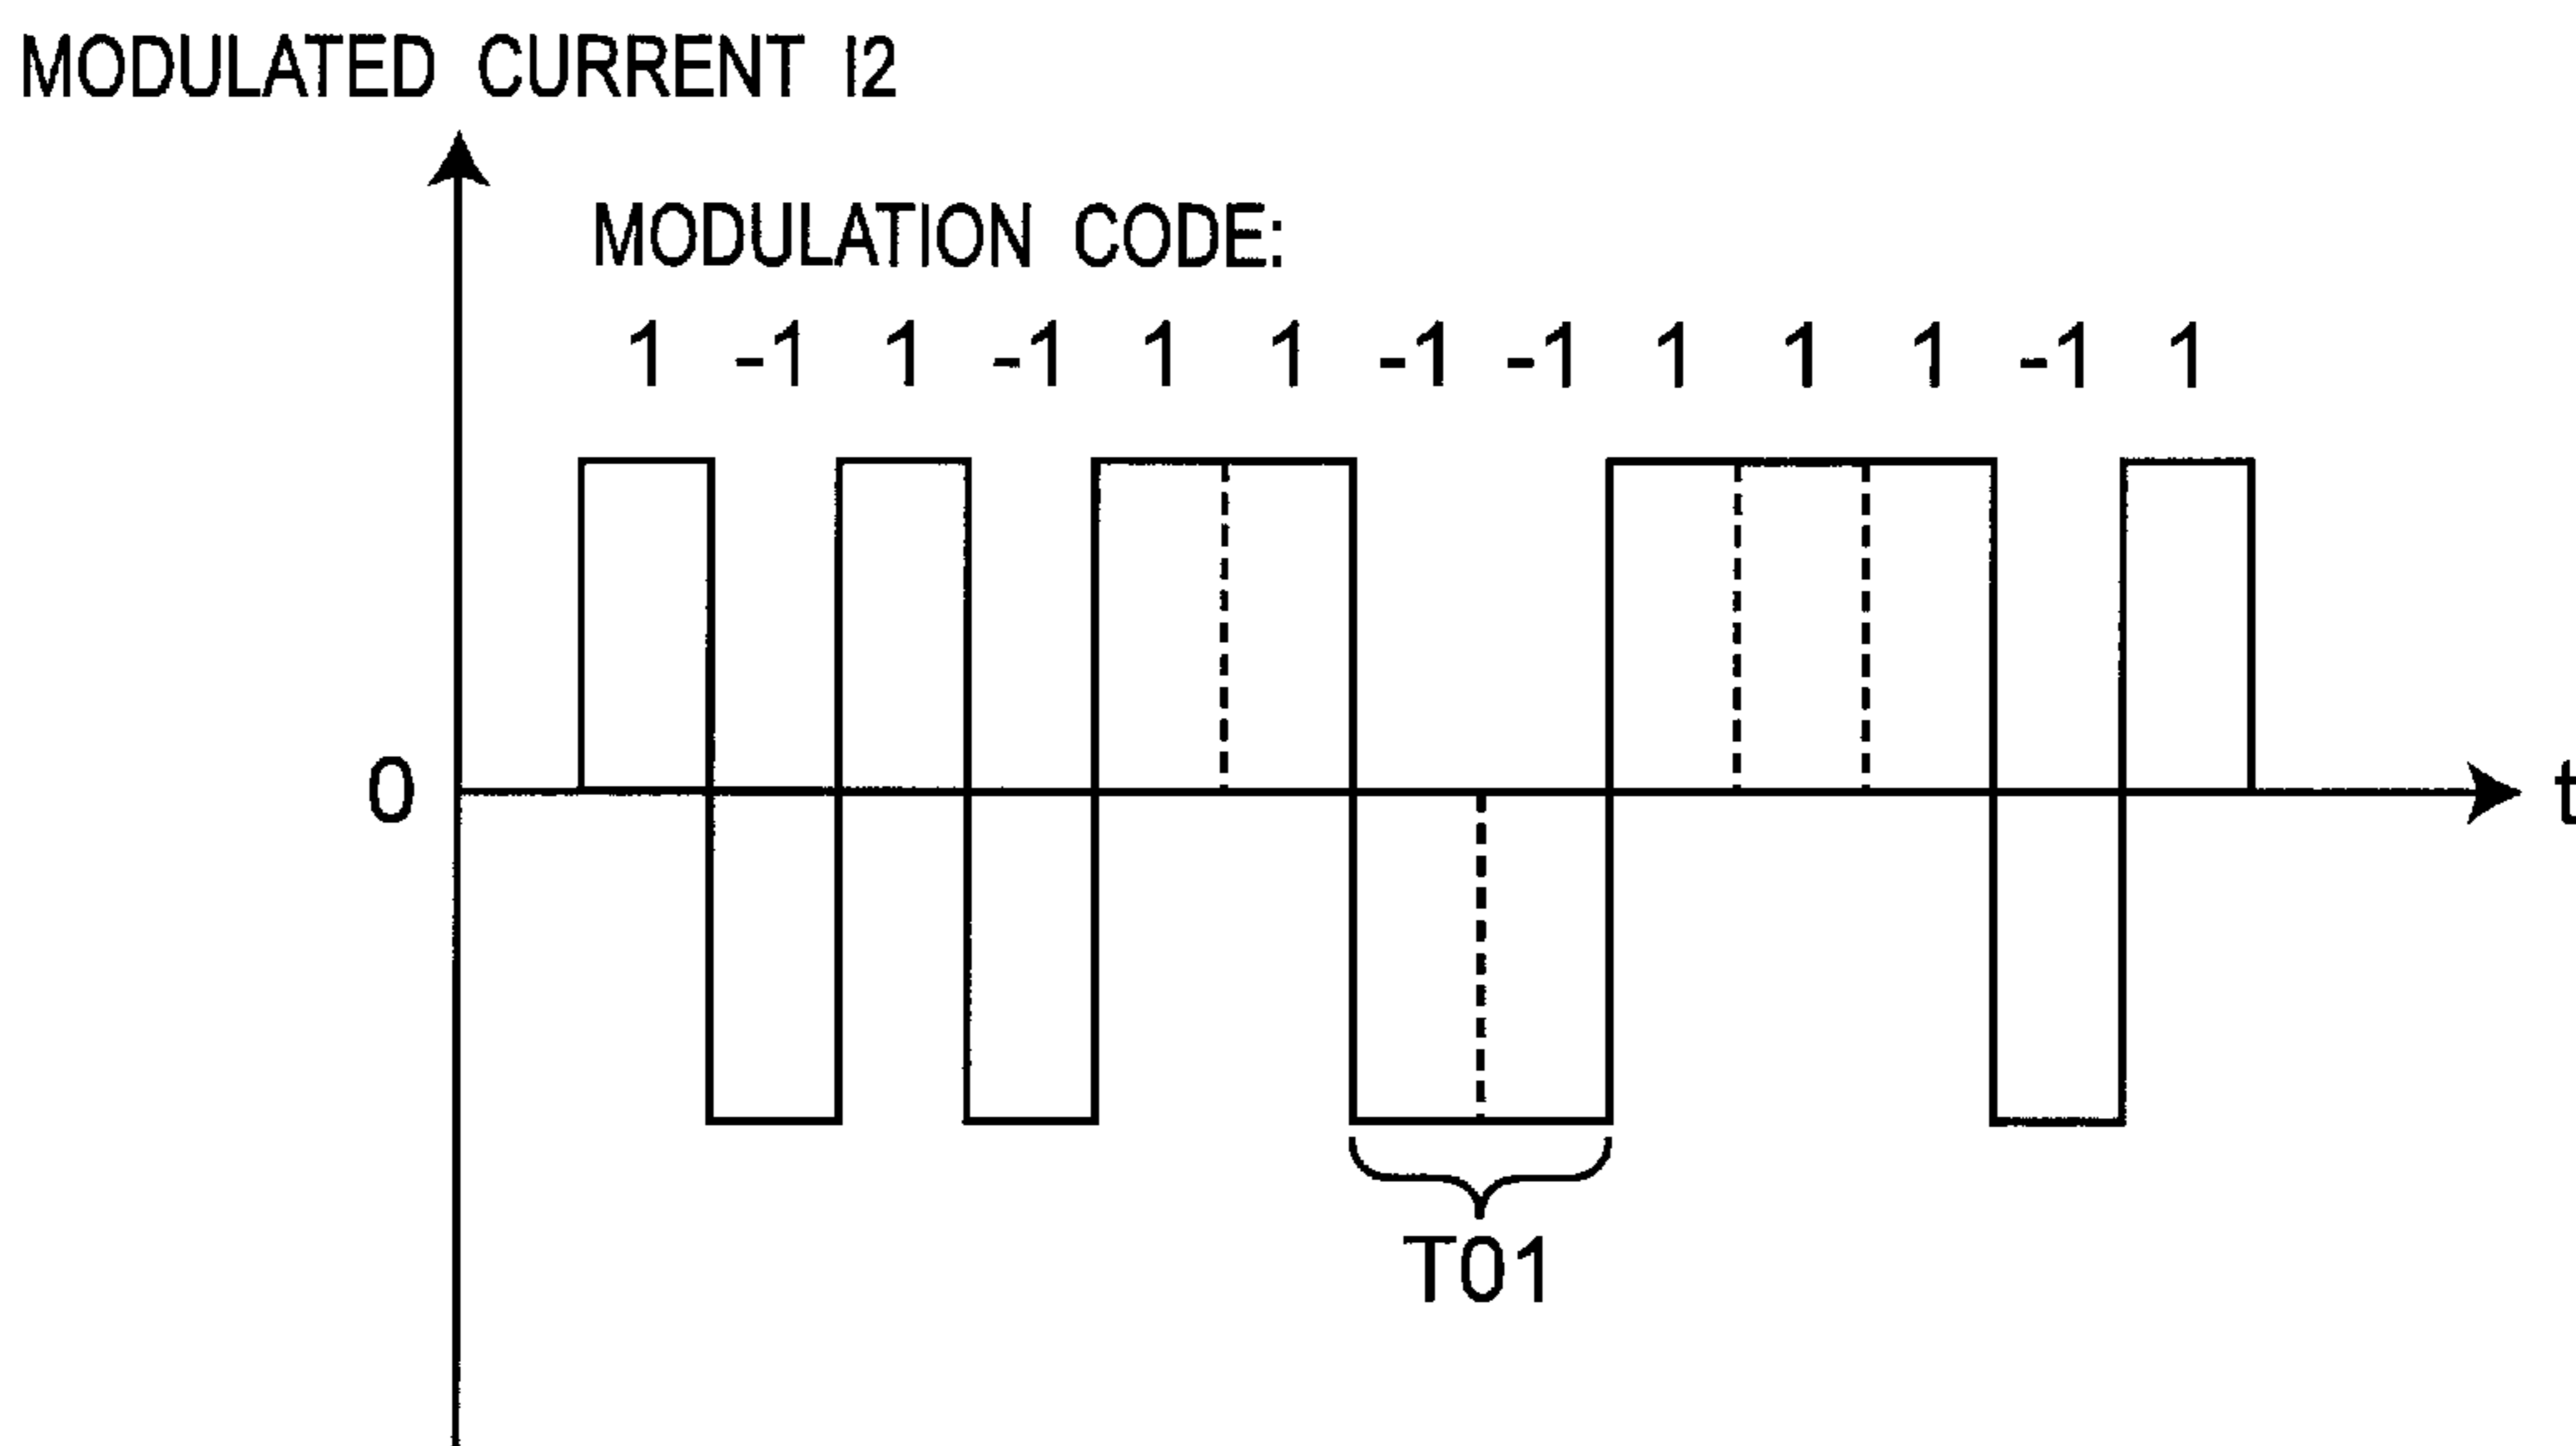 MODULATED CURRENT I2
MODULATION CODE:
1 -1 1 -1 1 1 -1 -1 1 1 1 -1 1
0
t
T01